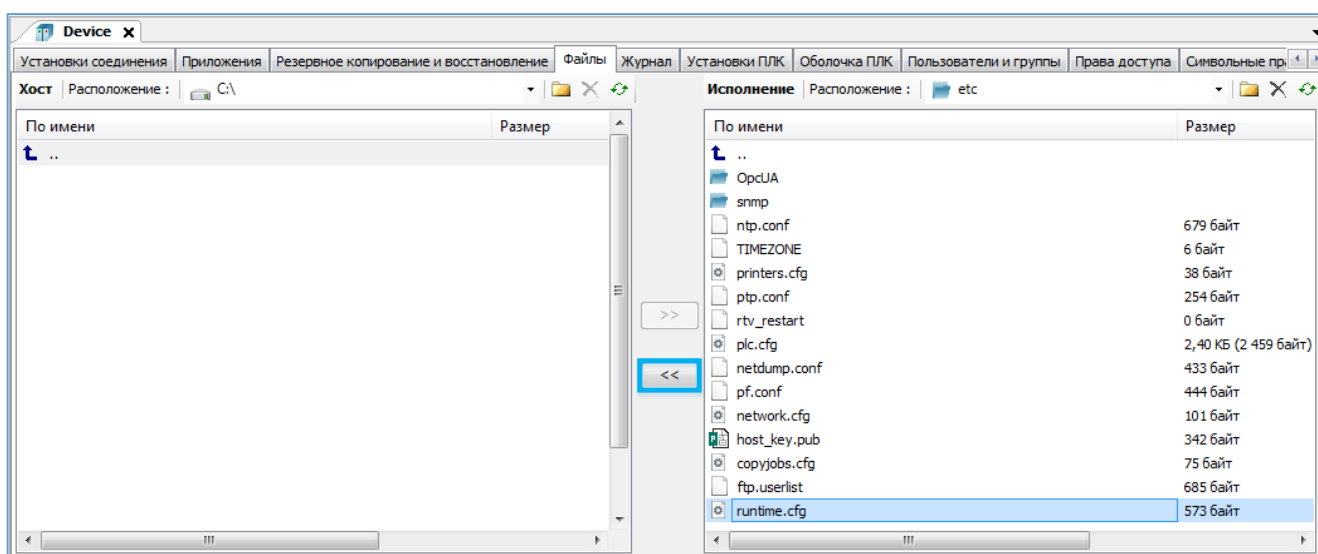 Device X
Установки соединения Приложения Резервное копирование и восстановление Файлы Журнал Установки ПЛК Оболочка ПЛК Пользователи и группы Права доступа Символьные пр
Хост Расположение : C:\ Исполнение Расположение : etc
По имени Размер По имени Размер
.. ..
OpcUA
snmp
ntp.conf 679 байт
TIMEZONE 6 байт
printers.cfg 38 байт
ptp.conf 254 байт
>> rtv_restart 0 байт
plc.cfg 2,40 КБ (2 459 байт)
<< netdump.conf 433 байт
pf.conf 444 байт
network.cfg 101 байт
host_key.pub 342 байт
copyjobs.cfg 75 байт
ftp.userlist 685 байт
runtime.cfg 573 байт